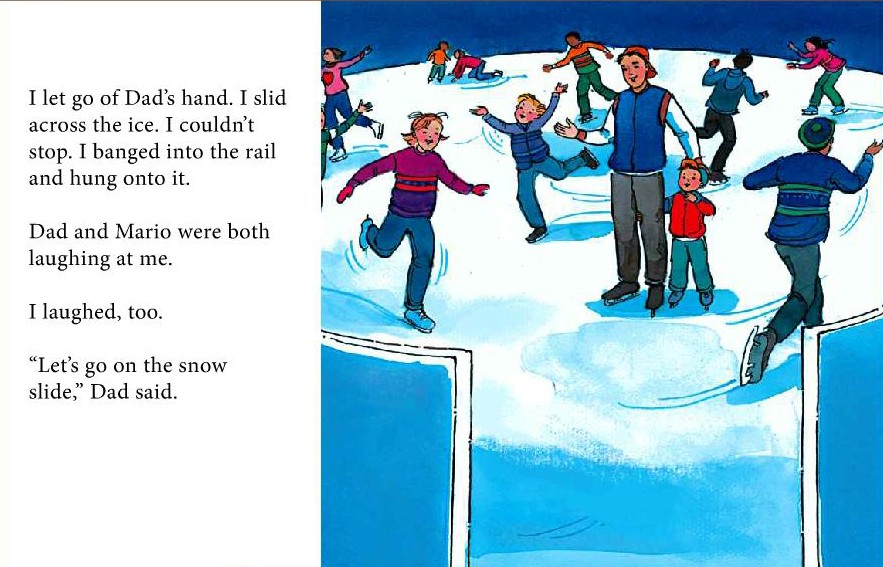 I let go of Dad’s hand. I slid
across the ice. I couldn’t
stop. I banged into the rail
and hung onto it.
Dad and Mario were both
laughing at me.
I laughed, too.
“Let’s go on the snow
slide,” Dad said.